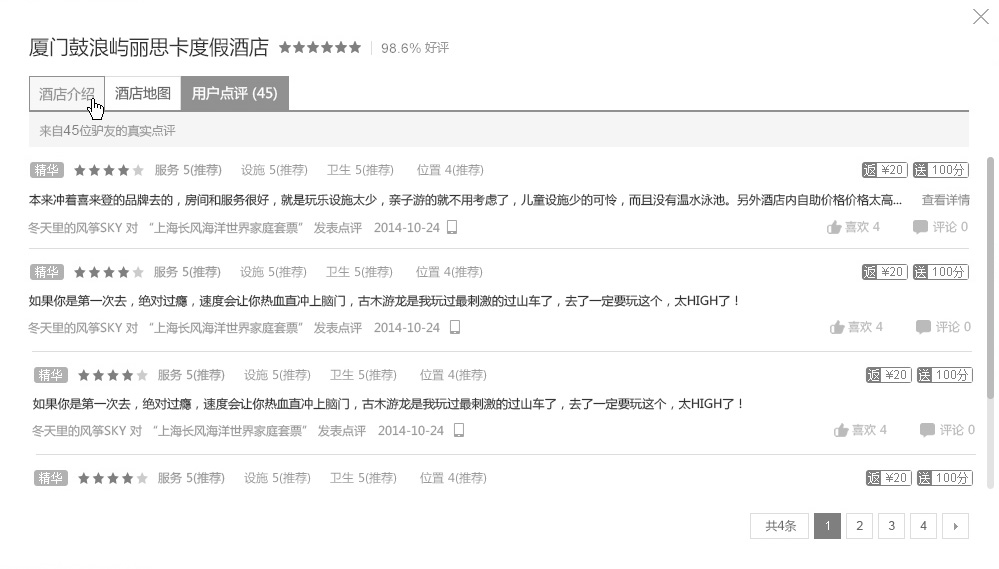 厦门鼓浪屿丽思卡度假酒店 ★★★★★★ 98.6% 好评
酒店介绍 酒店地图 用户点评 (45)
来自45位驴友的真实点评
精华 ★★★★★ 服务 5(推荐) 设施 5(推荐) 卫生 5(推荐) 位置 4(推荐) 返 ¥20 送 100分
本来冲着喜来登的品牌去的，房间和服务很好，就是玩乐设施太少，亲子游的就不用考虑了，儿童设施少的可怜，而且没有温水泳池。另外酒店内自助价价格价格太高... 查看详情
冬天里的风筝SKY 对 “上海长风海洋世界家庭套票” 发表点评 2014-10-24 喜欢 4 评论 0
精华 ★★★★★ 服务 5(推荐) 设施 5(推荐) 卫生 5(推荐) 位置 4(推荐) 返 ¥20 送 100分
如果你是第一次去，绝对过瘾，速度会让你热血直冲上脑门，古木游龙是我玩过最刺激的过山车了，去了一定要玩这个，太HIGH了！
冬天里的风筝SKY 对 “上海长风海洋世界家庭套票” 发表点评 2014-10-24 喜欢 4 评论 0
精华 ★★★★★ 服务 5(推荐) 设施 5(推荐) 卫生 5(推荐) 位置 4(推荐) 返 ¥20 送 100分
如果你是第一次去，绝对过瘾，速度会让你热血直冲上脑门，古木游龙是我玩过最刺激的过山车了，去了一定要玩这个，太HIGH了！
冬天里的风筝SKY 对 “上海长风海洋世界家庭套票” 发表点评 2014-10-24 喜欢 4 评论 0
精华 ★★★★★ 服务 5(推荐) 设施 5(推荐) 卫生 5(推荐) 位置 4(推荐) 返 ¥20 送 100分
共4条 1 2 3 4